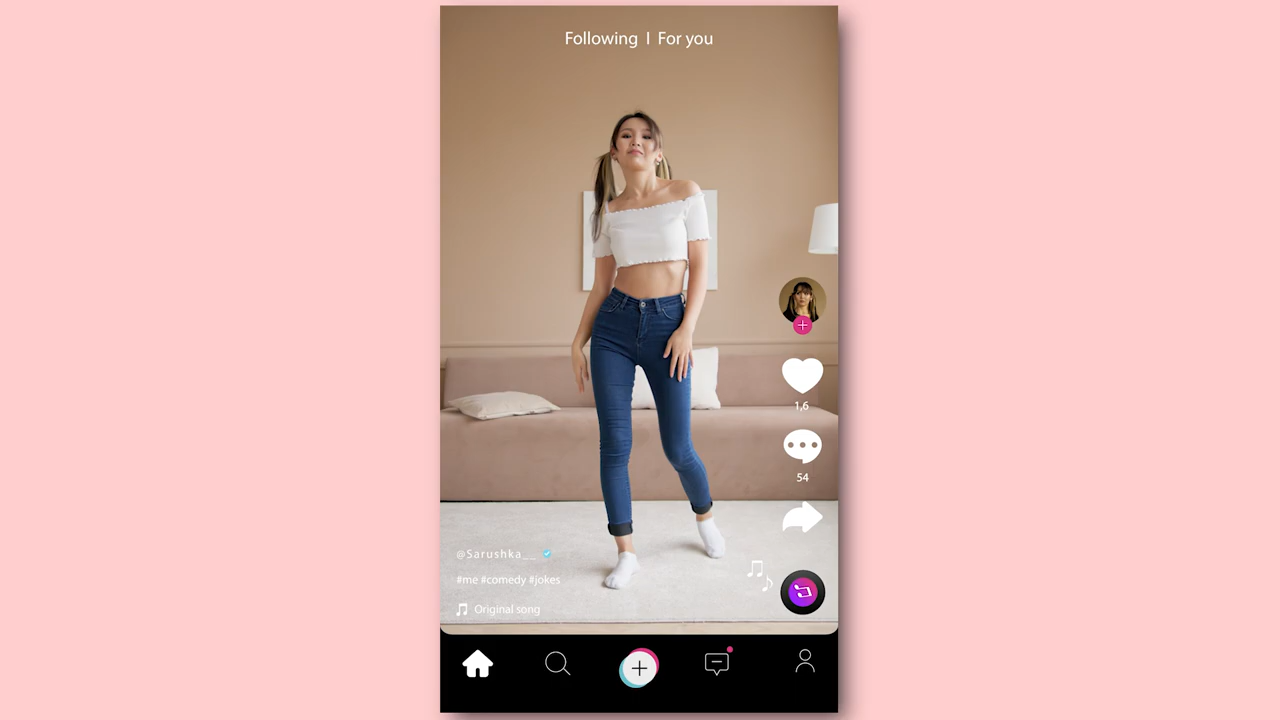 Following I For you
1,6
54
@Sarushka__
#me #comedy #jokes
Original song